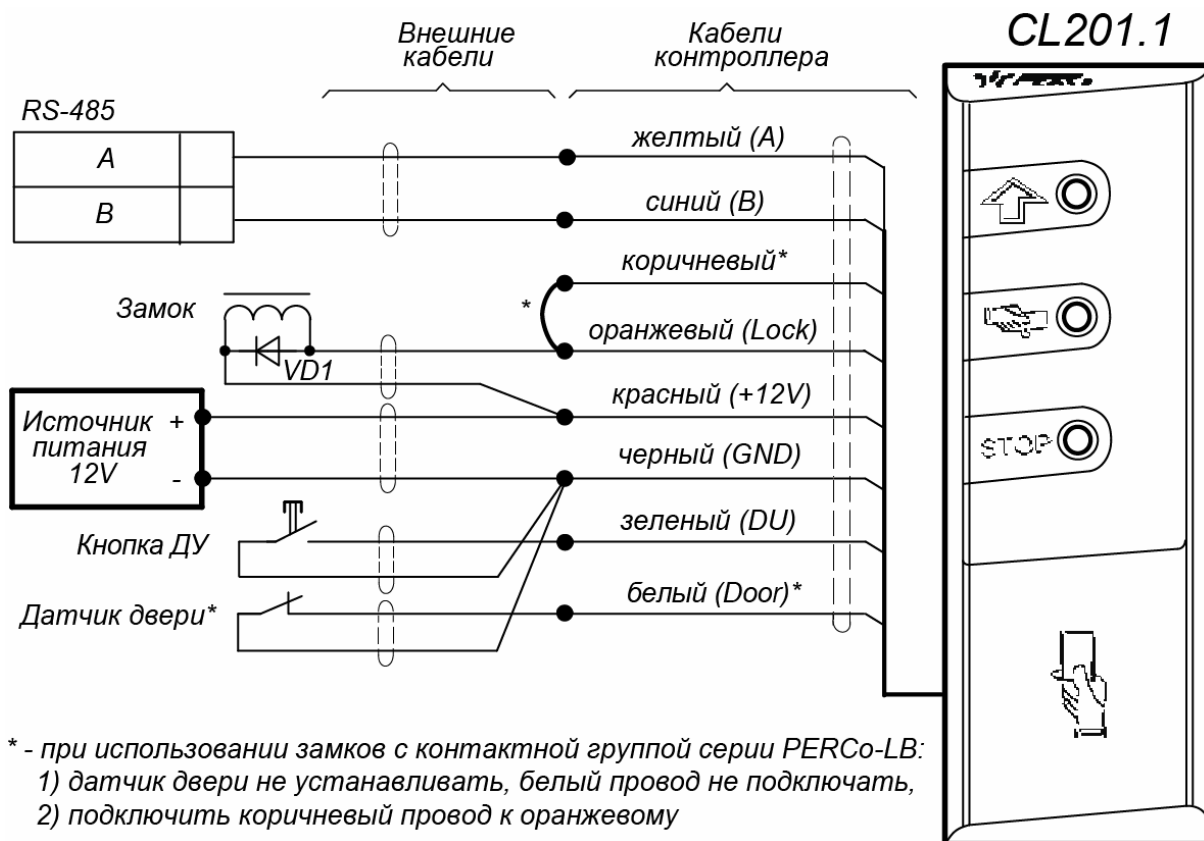 CL201.1
Внешние
кабели
Кабели
контроллера
RS-485
A
B
желтый (A)
синий (B)
коричневый*
*
Замок
оранжевый (Lock)
VD1
красный (+12V)
Источник
питания
12V
+
-
черный (GND)
STOP
зеленый (DU)
Кнопка ДУ
белый (Door)*
Датчик двери*
* - при использовании замков с контактной группой серии PERCo-LB:
1) датчик двери не устанавливать, белый провод не подключать,
2) подключить коричневый провод к оранжевому